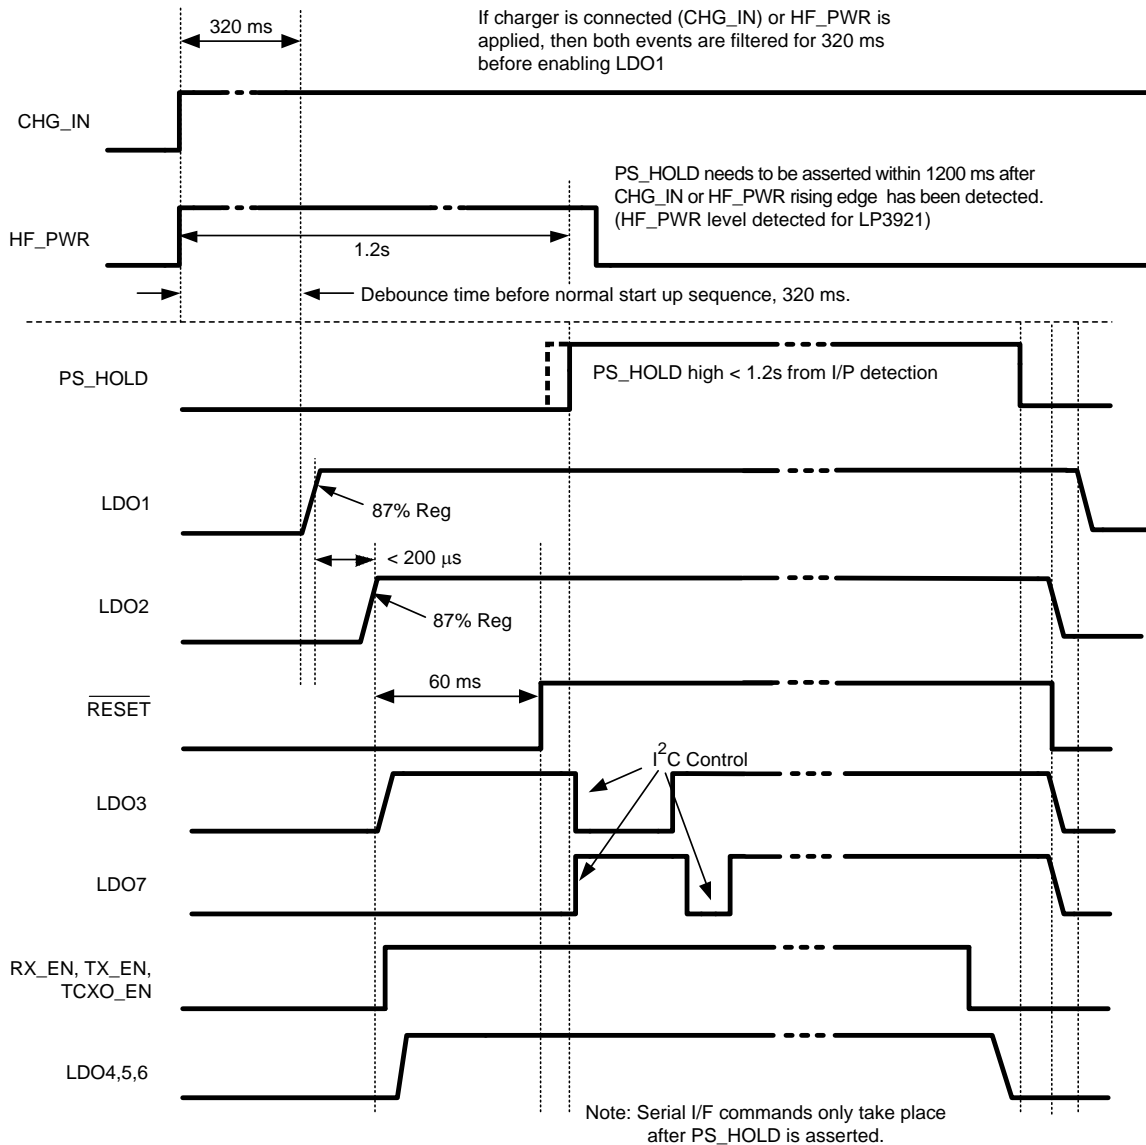 320 ms
If charger is connected (CHG_IN) or HF_PWR is
applied, then both events are filtered for 320 ms
before enabling LDO1
CHG_IN
PS_HOLD needs to be asserted within 1200 ms after
CHG_IN or HF_PWR rising edge has been detected.
(HF_PWR level detected for LP3921)
HF_PWR
1.2s
Debounce time before normal start up sequence, 320 ms.
PS_HOLD
PS_HOLD high < 1.2s from I/P detection
LDO1
87% Reg
< 200 μs
LDO2
87% Reg
60 ms
RESET
I2C Control
LDO3
LDO7
RX_EN, TX_EN,
TCXO_EN
LDO4,5,6
Note: Serial I/F commands only take place
after PS_HOLD is asserted.